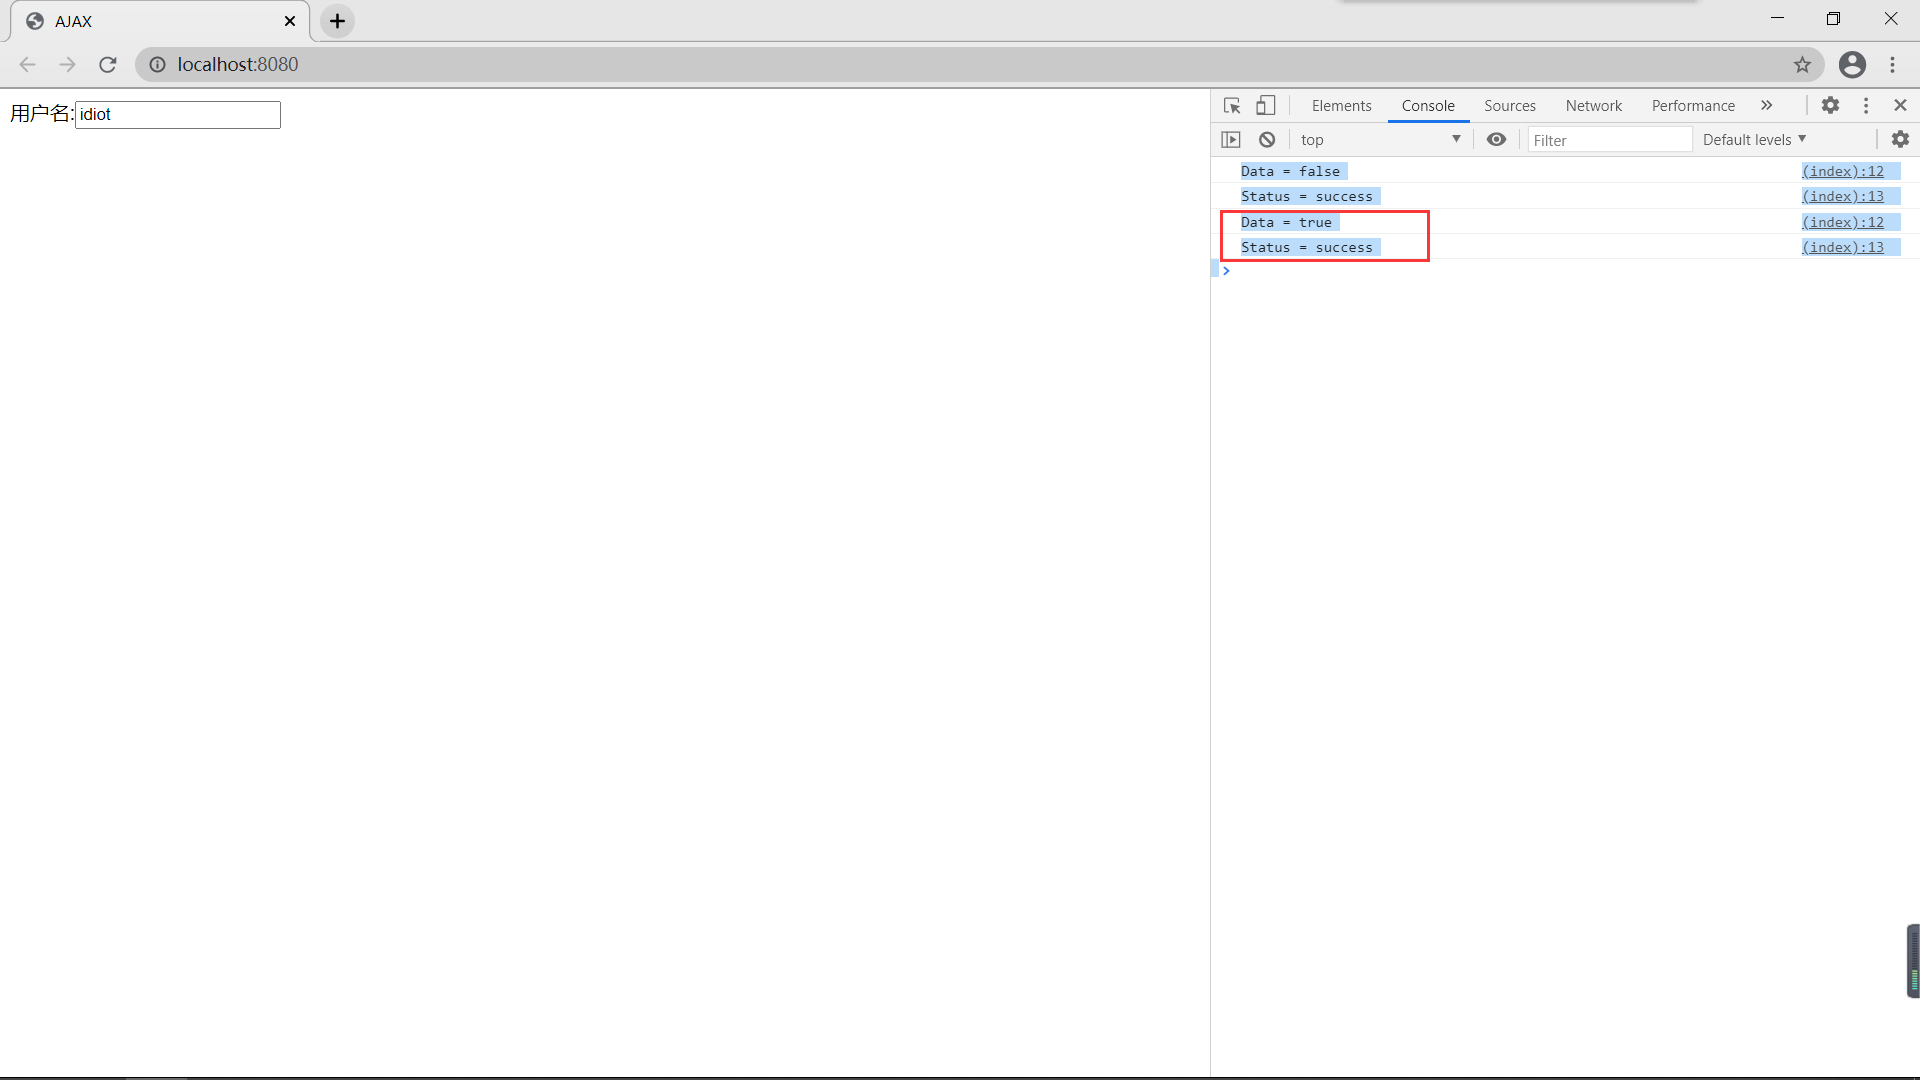 AJAX
localhost:8080
用户名:idiot
Elements Console Sources Network Performance
top Filter Default levels
Data = false (index):12
Status = success (index):13
Data = true (index):12
Status = success (index):13